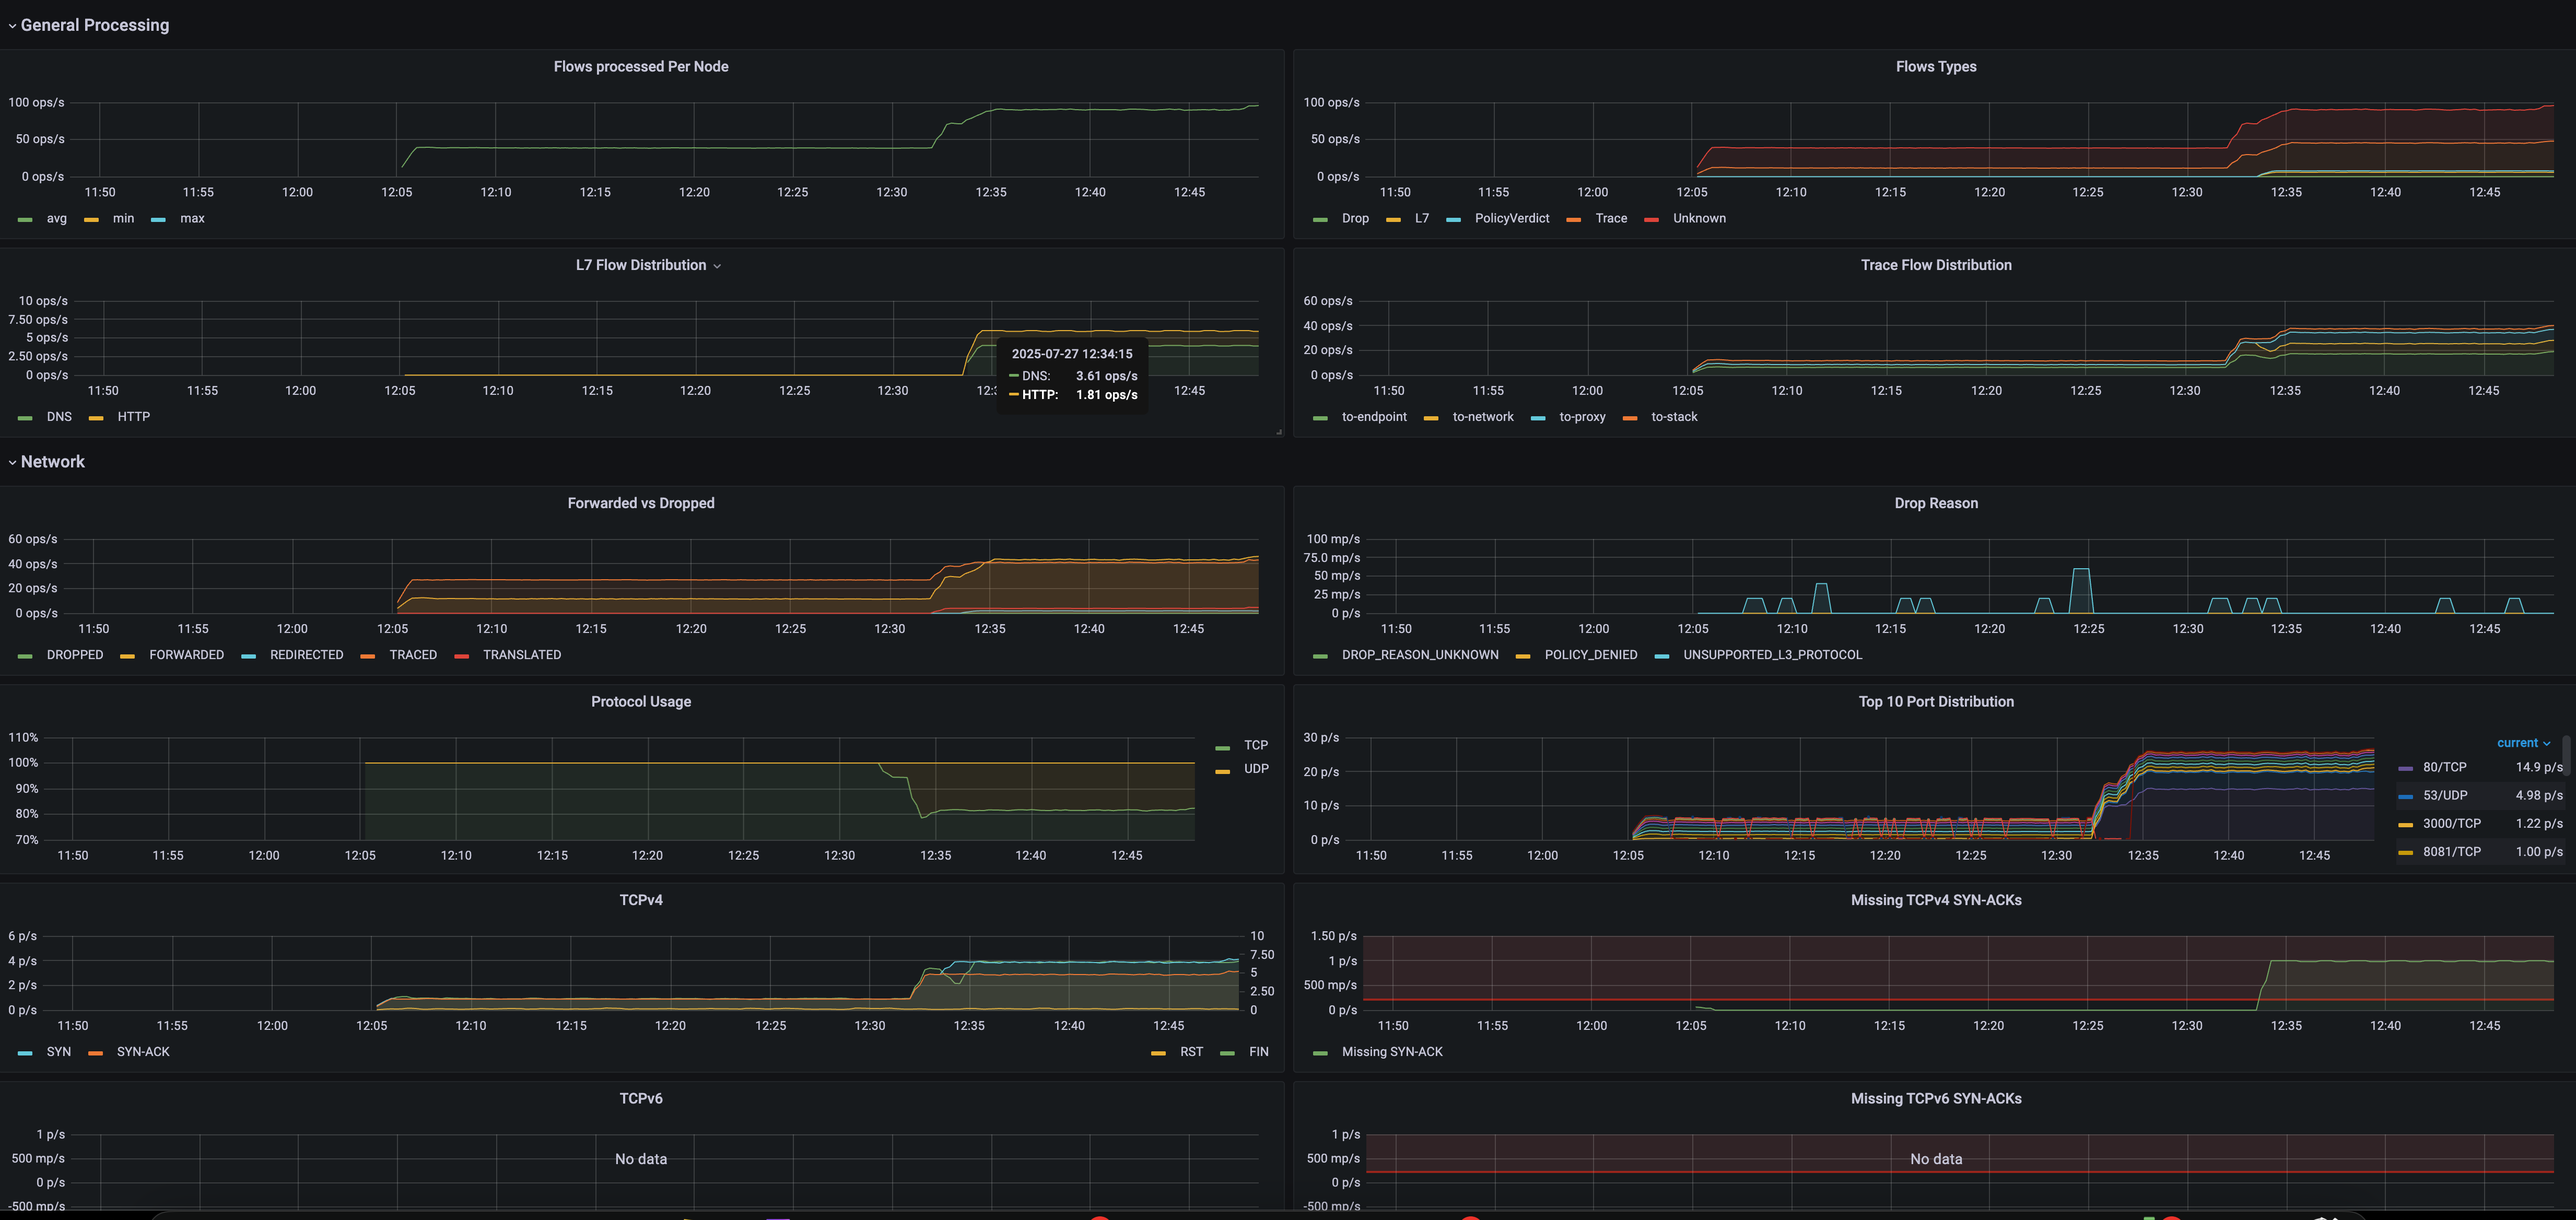 General Processing
Flows processed Per Node
100 ops/s
50 ops/s
0 ops/s
11:50 11:55 12:00 12:05 12:10 12:15 12:20 12:25 12:30 12:35 12:40 12:45
avg min max
Flows Types
100 ops/s
50 ops/s
0 ops/s
11:50 11:55 12:00 12:05 12:10 12:15 12:20 12:25 12:30 12:35 12:40 12:45
Drop L7 PolicyVerdict Trace Unknown
L7 Flow Distribution
10 ops/s
7.50 ops/s
5 ops/s
2.50 ops/s
0 ops/s
11:50 11:55 12:00 12:05 12:10 12:15 12:20 12:25 12:30 12:3 12:45
2025-07-27 12:34:15
DNS: 3.61 ops/s
HTTP: 1.81 ops/s
DNS HTTP
Trace Flow Distribution
60 ops/s
40 ops/s
20 ops/s
0 ops/s
11:50 11:55 12:00 12:05 12:10 12:15 12:20 12:25 12:30 12:35 12:40 12:45
to-endpoint to-network to-proxy to-stack
Network
Forwarded vs Dropped
60 ops/s
40 ops/s
20 ops/s
0 ops/s
11:50 11:55 12:00 12:05 12:10 12:15 12:20 12:25 12:30 12:35 12:40 12:45
DROPPED FORWARDED REDIRECTED TRACED TRANSLATED
Drop Reason
100 mp/s
75.0 mp/s
50 mp/s
25 mp/s
0 p/s
11:50 11:55 12:00 12:05 12:10 12:15 12:20 12:25 12:30 12:35 12:40 12:45
DROP_REASON_UNKNOWN POLICY_DENIED UNSUPPORTED_L3_PROTOCOL
Protocol Usage
110%
100%
90%
80%
70%
11:50 11:55 12:00 12:05 12:10 12:15 12:20 12:25 12:30 12:35 12:40 12:45
TCP
UDP
Top 10 Port Distribution
30 p/s
20 p/s
10 p/s
0 p/s
11:50 11:55 12:00 12:05 12:10 12:15 12:20 12:25 12:30 12:35 12:40 12:45
current
80/TCP 14.9 p/s
53/UDP 4.98 p/s
3000/TCP 1.22 p/s
8081/TCP 1.00 p/s
TCPv4
6 p/s
4 p/s
2 p/s
0 p/s
10
7.50
5
2.50
0
11:50 11:55 12:00 12:05 12:10 12:15 12:20 12:25 12:30 12:35 12:40 12:45
SYN SYN-ACK RST FIN
Missing TCPv4 SYN-ACKs
1.50 p/s
1 p/s
500 mp/s
0 p/s
11:50 11:55 12:00 12:05 12:10 12:15 12:20 12:25 12:30 12:35 12:40 12:45
Missing SYN-ACK
TCPv6
1 p/s
500 mp/s
0 p/s
-500 mp/s
No data
Missing TCPv6 SYN-ACKs
1 p/s
500 mp/s
0 p/s
-500 mp/s
No data